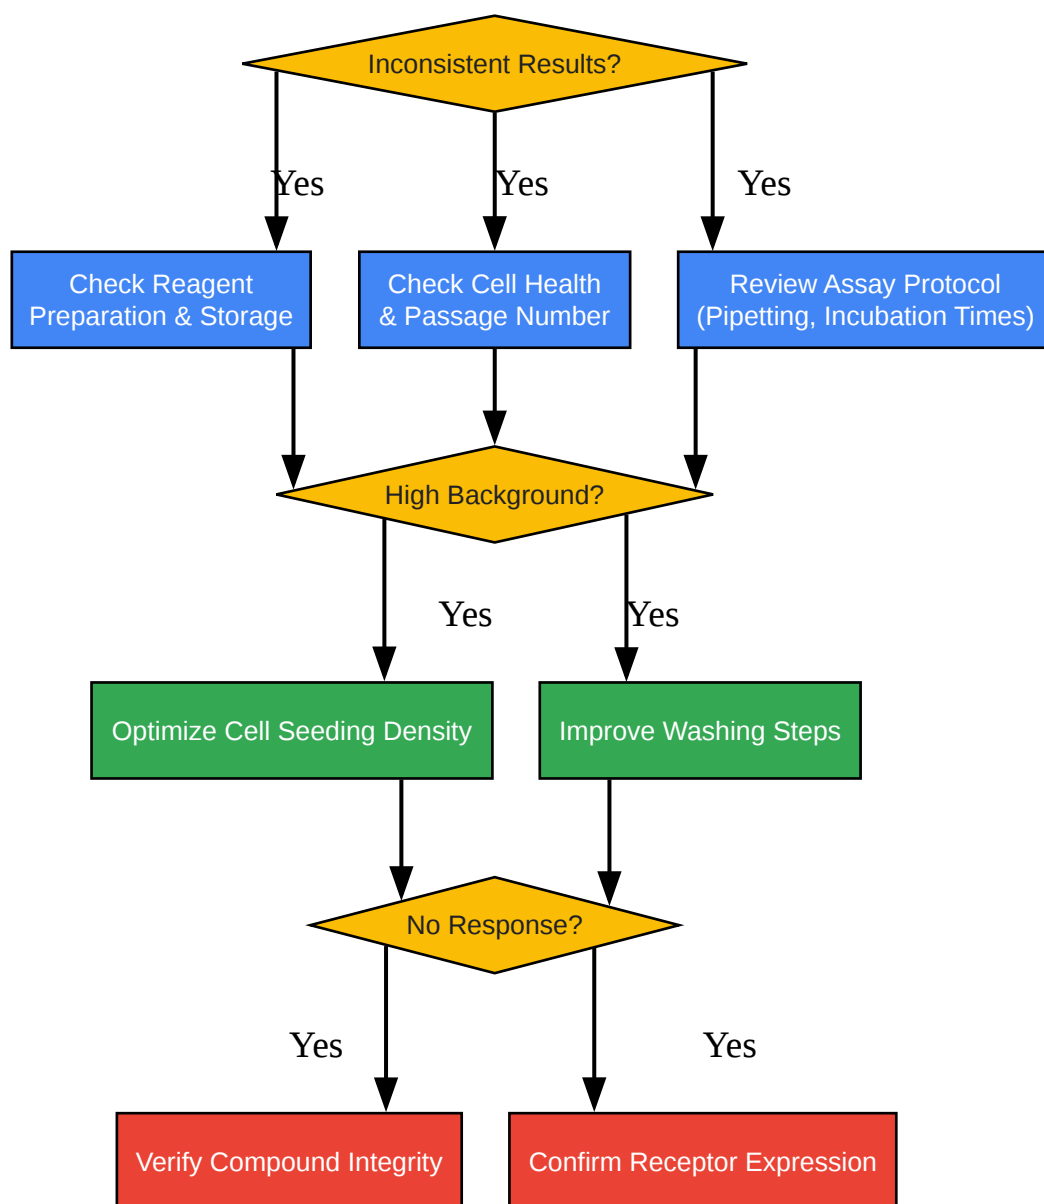 Inconsistent Results?
Yes
Yes
Yes
Check Reagent
Preparation & Storage
Check Cell Health
& Passage Number
Review Assay Protocol
(Pipetting, Incubation Times)
High Background?
Yes
Yes
Optimize Cell Seeding Density
Improve Washing Steps
No Response?
Yes
Yes
Verify Compound Integrity
Confirm Receptor Expression